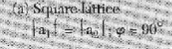 (a) Square lattice
|a₁| = |a₂|; φ = 90°